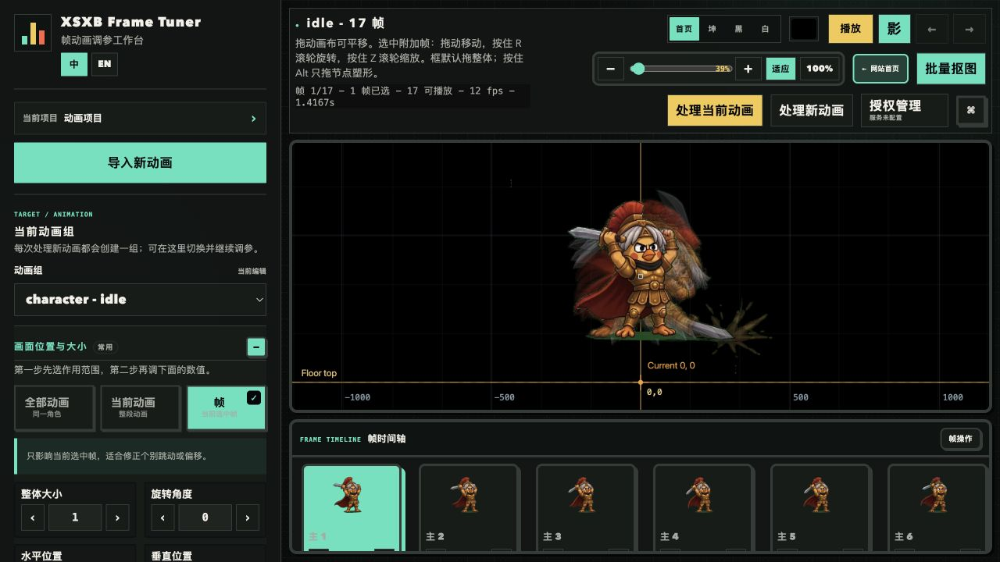 XSXB Frame Tuner
帧动画调参工作台
中 EN
当前项目 动画项目 ›
导入新动画
TARGET / ANIMATION
当前动画组
每次处理新动画都会创建一组；可在这里切换并继续调参。
动画组 当前编辑
character - idle
画面位置与大小 常用 −
第一步先选作用范围，第二步再调下面的数值。
全部动画 当前动画 帧 ✓
同一角色 整段动画 当前选中帧
只影响当前选中帧，适合修正个别跳动或偏移。
整体大小 旋转角度
‹ 1 › ‹ 0 ›
水平位置 垂直位置
• idle - 17 帧
拖动画布可平移。选中附加帧：拖动移动，按住 R
滚轮旋转，按住 Z 滚轮缩放。框默认拖整体；按住
Alt 只拖节点塑形。
帧 1/17 − 1 帧已选 − 17 可播放 − 12 fps −
1.4167s
首页 坤 黑 白 播放 影 ← →
− 39% + 适应 100% ← 网站首页 批量抠图
处理当前动画 处理新动画 授权管理 ⌘
服务未配置
Current 0, 0
Floor top
0,0
−1000 −500 500 1000
FRAME TIMELINE 帧时间轴 帧操作
主 1 主 2 主 3 主 4 主 5 主 6